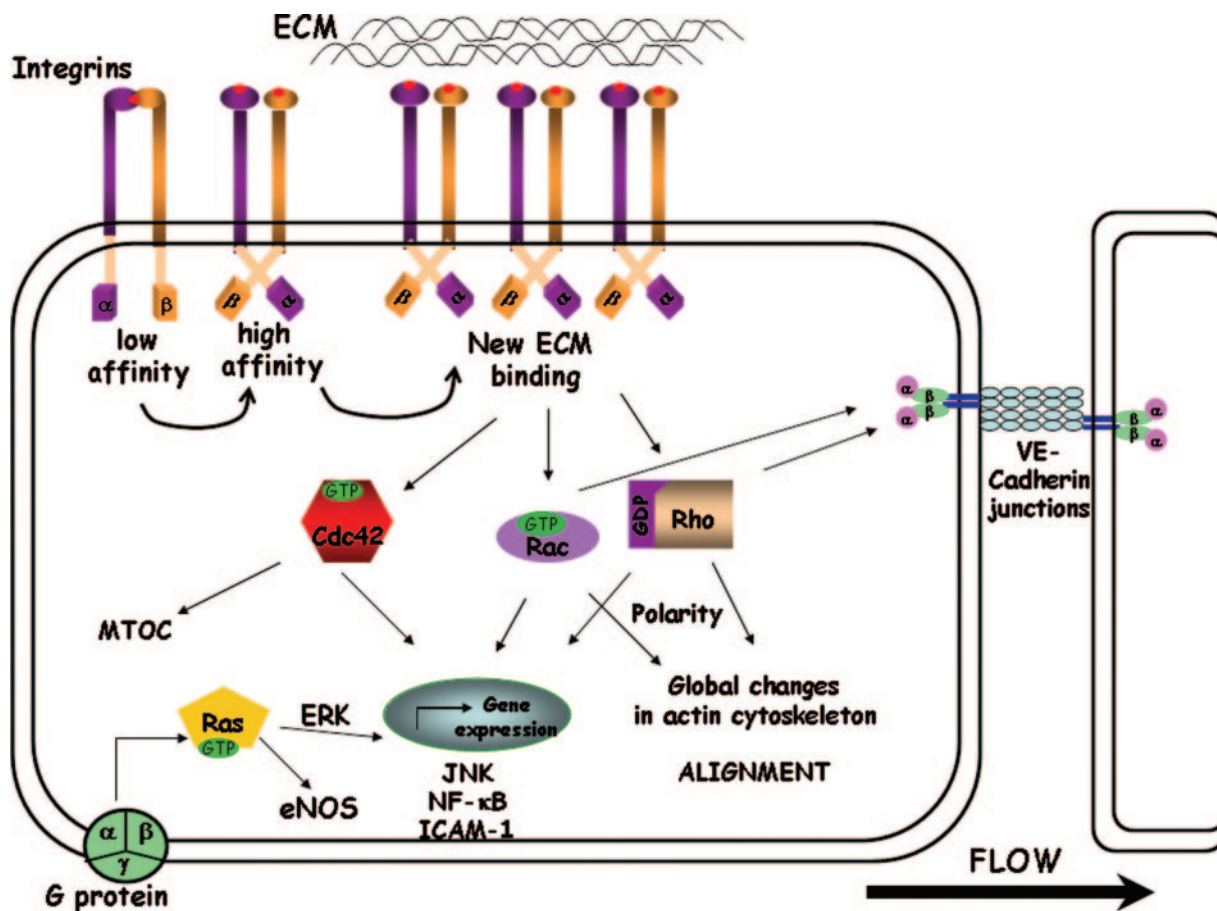 ECM
Integrins
α
β
β
α
β
α
β
α
β
α
low
affinity
high
affinity
New ECM
binding
α
β
α
β
β
α
β
α
VE-
Cadherin
junctions
GTP
Cdc42
GTP
Rac
GDP
Rho
MTOC
Polarity
Global changes
in actin cytoskeleton
Ras
GTP
ERK
Gene
expression
eNOS
JNK
NF-κB
ICAM-1
ALIGNMENT
α
β
γ
G protein
FLOW